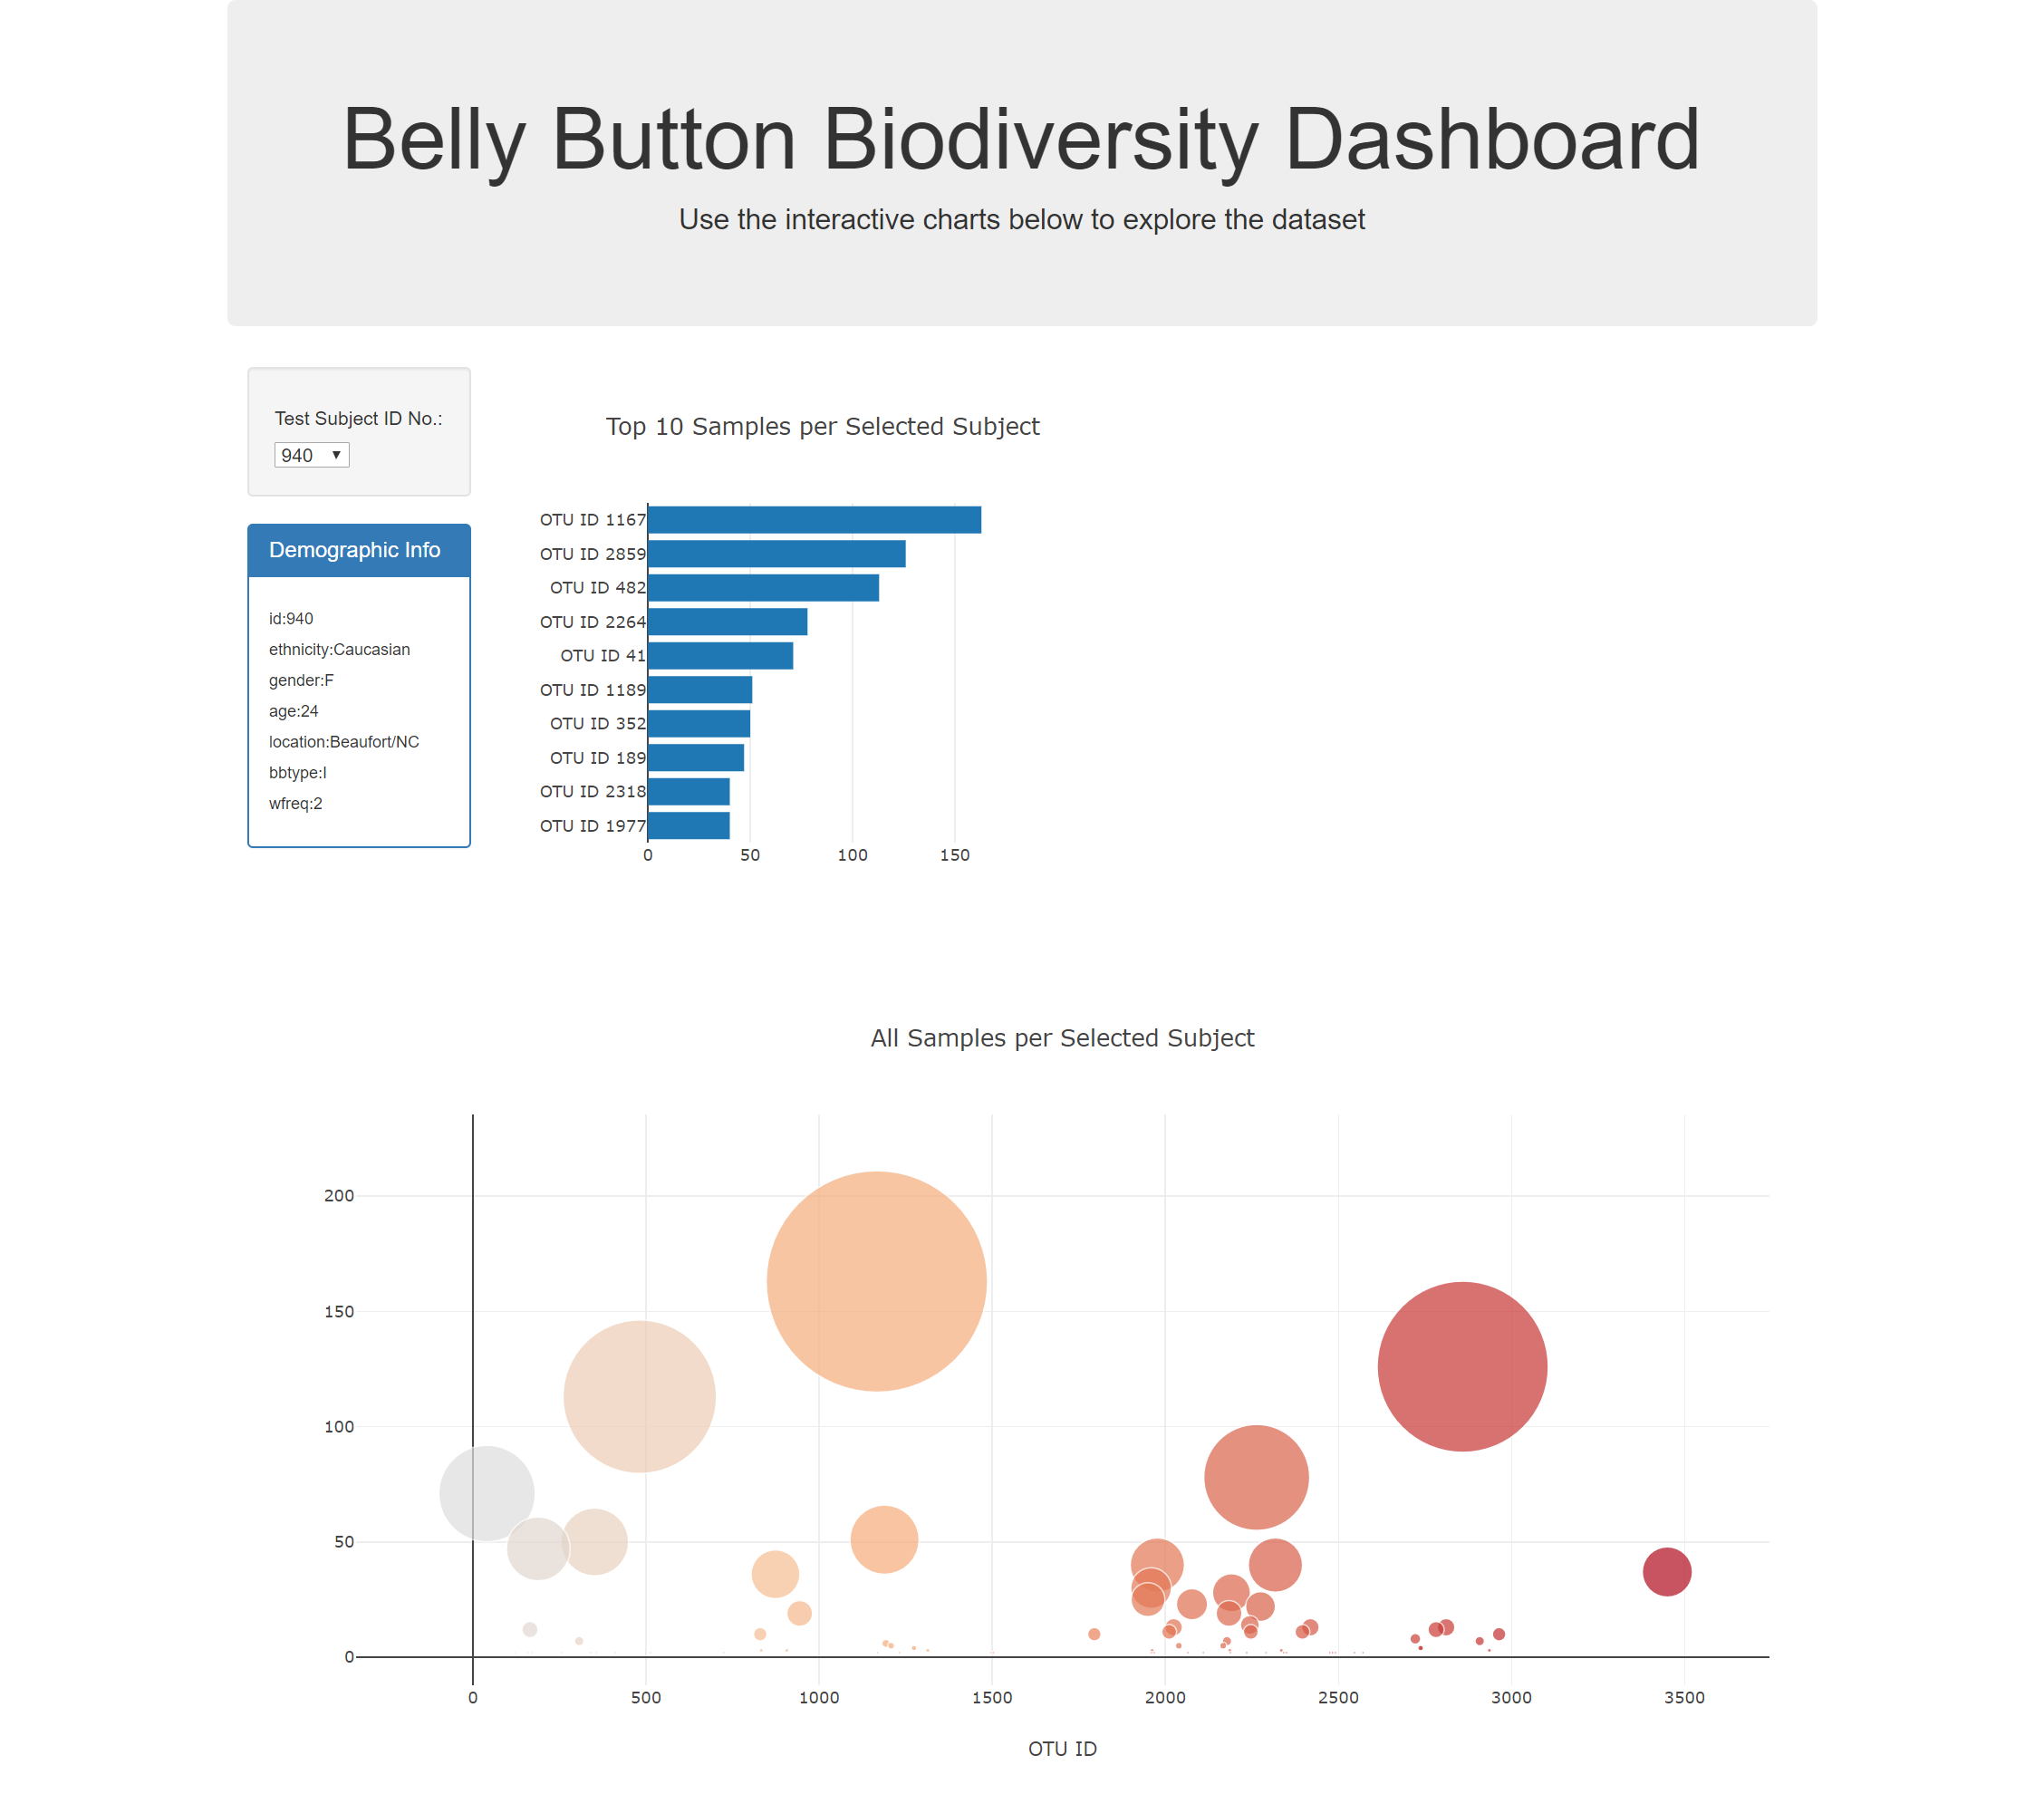 Belly Button Biodiversity Dashboard
Use the interactive charts below to explore the dataset
Test Subject ID No.:
940 ▼
Demographic Info
id:940
ethnicity:Caucasian
gender:F
age:24
location:Beaufort/NC
bbtype:I
wfreq:2
Top 10 Samples per Selected Subject
OTU ID 1167
OTU ID 2859
OTU ID 482
OTU ID 2264
OTU ID 41
OTU ID 1189
OTU ID 352
OTU ID 189
OTU ID 2318
OTU ID 1977
0 50 100 150
All Samples per Selected Subject
200
150
100
50
0
0 500 1000 1500 2000 2500 3000 3500
OTU ID